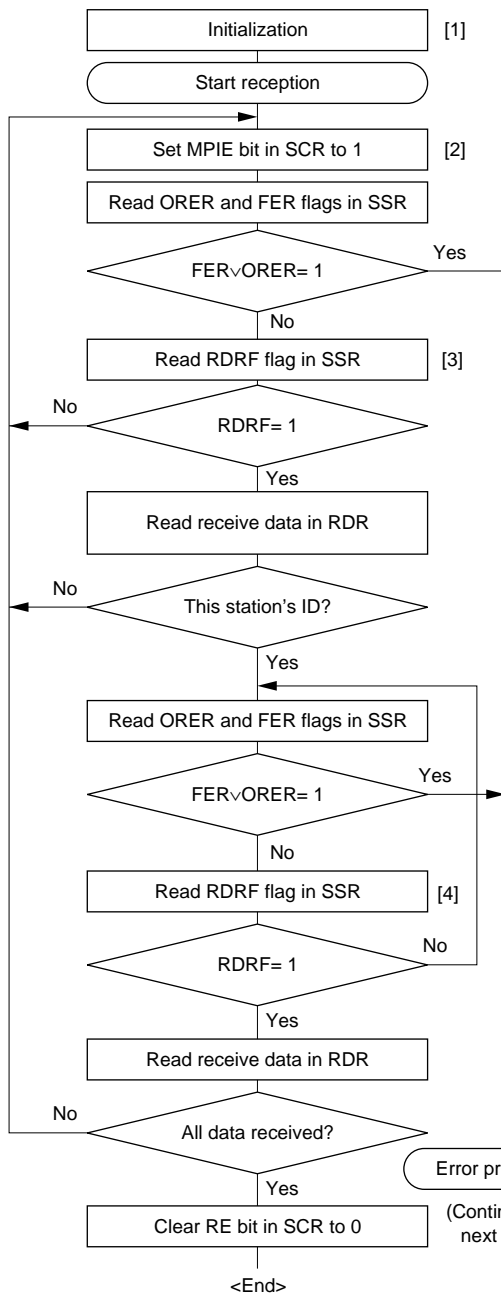 Initialization [1]
Start reception
Set MPIE bit in SCR to 1 [2]
Read ORER and FER flags in SSR
FER∨ORER= 1
Yes
No
Read RDRF flag in SSR [3]
No
RDRF= 1
Yes
Read receive data in RDR
No
This station's ID?
Yes
Read ORER and FER flags in SSR
FER∨ORER= 1
Yes
No
Read RDRF flag in SSR [4]
RDRF= 1
No
Yes
Read receive data in RDR
No
All data received?
Error
Yes
Clear RE bit in SCR to 0
next
<End>